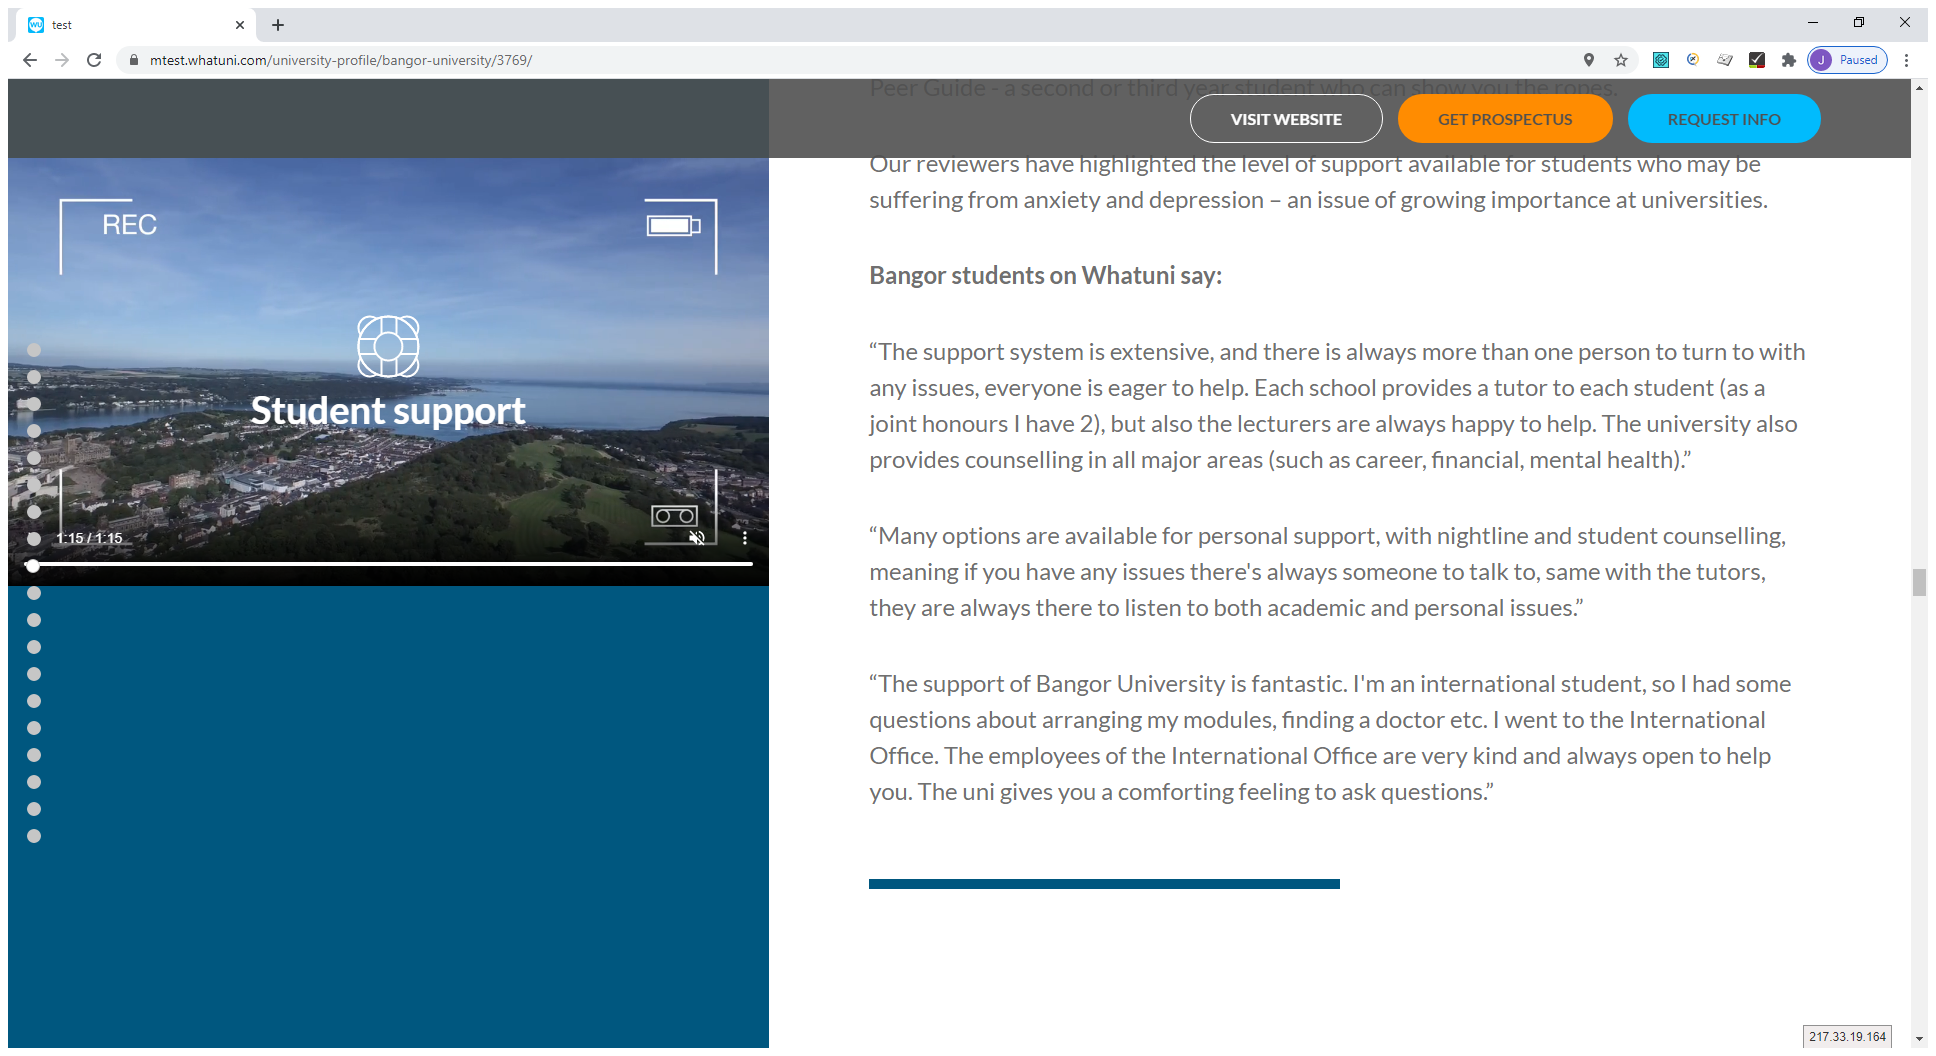 test
mtest.whatuni.com/university-profile/bangor-university/3769/
J Paused
Peer Guide - a second or third year student who can show you the ropes.
VISIT WEBSITE
GET PROSPECTUS
REQUEST INFO
Our reviewers have highlighted the level of support available for students who may be
suffering from anxiety and depression – an issue of growing importance at universities.
REC
Student support
1:15 / 1:15
Bangor students on Whatuni say:
“The support system is extensive, and there is always more than one person to turn to with
any issues, everyone is eager to help. Each school provides a tutor to each student (as a
joint honours I have 2), but also the lecturers are always happy to help. The university also
provides counselling in all major areas (such as career, financial, mental health).”
“Many options are available for personal support, with nightline and student counselling,
meaning if you have any issues there's always someone to talk to, same with the tutors,
they are always there to listen to both academic and personal issues.”
“The support of Bangor University is fantastic. I'm an international student, so I had some
questions about arranging my modules, finding a doctor etc. I went to the International
Office. The employees of the International Office are very kind and always open to help
you. The uni gives you a comforting feeling to ask questions.”
217.33.19.164